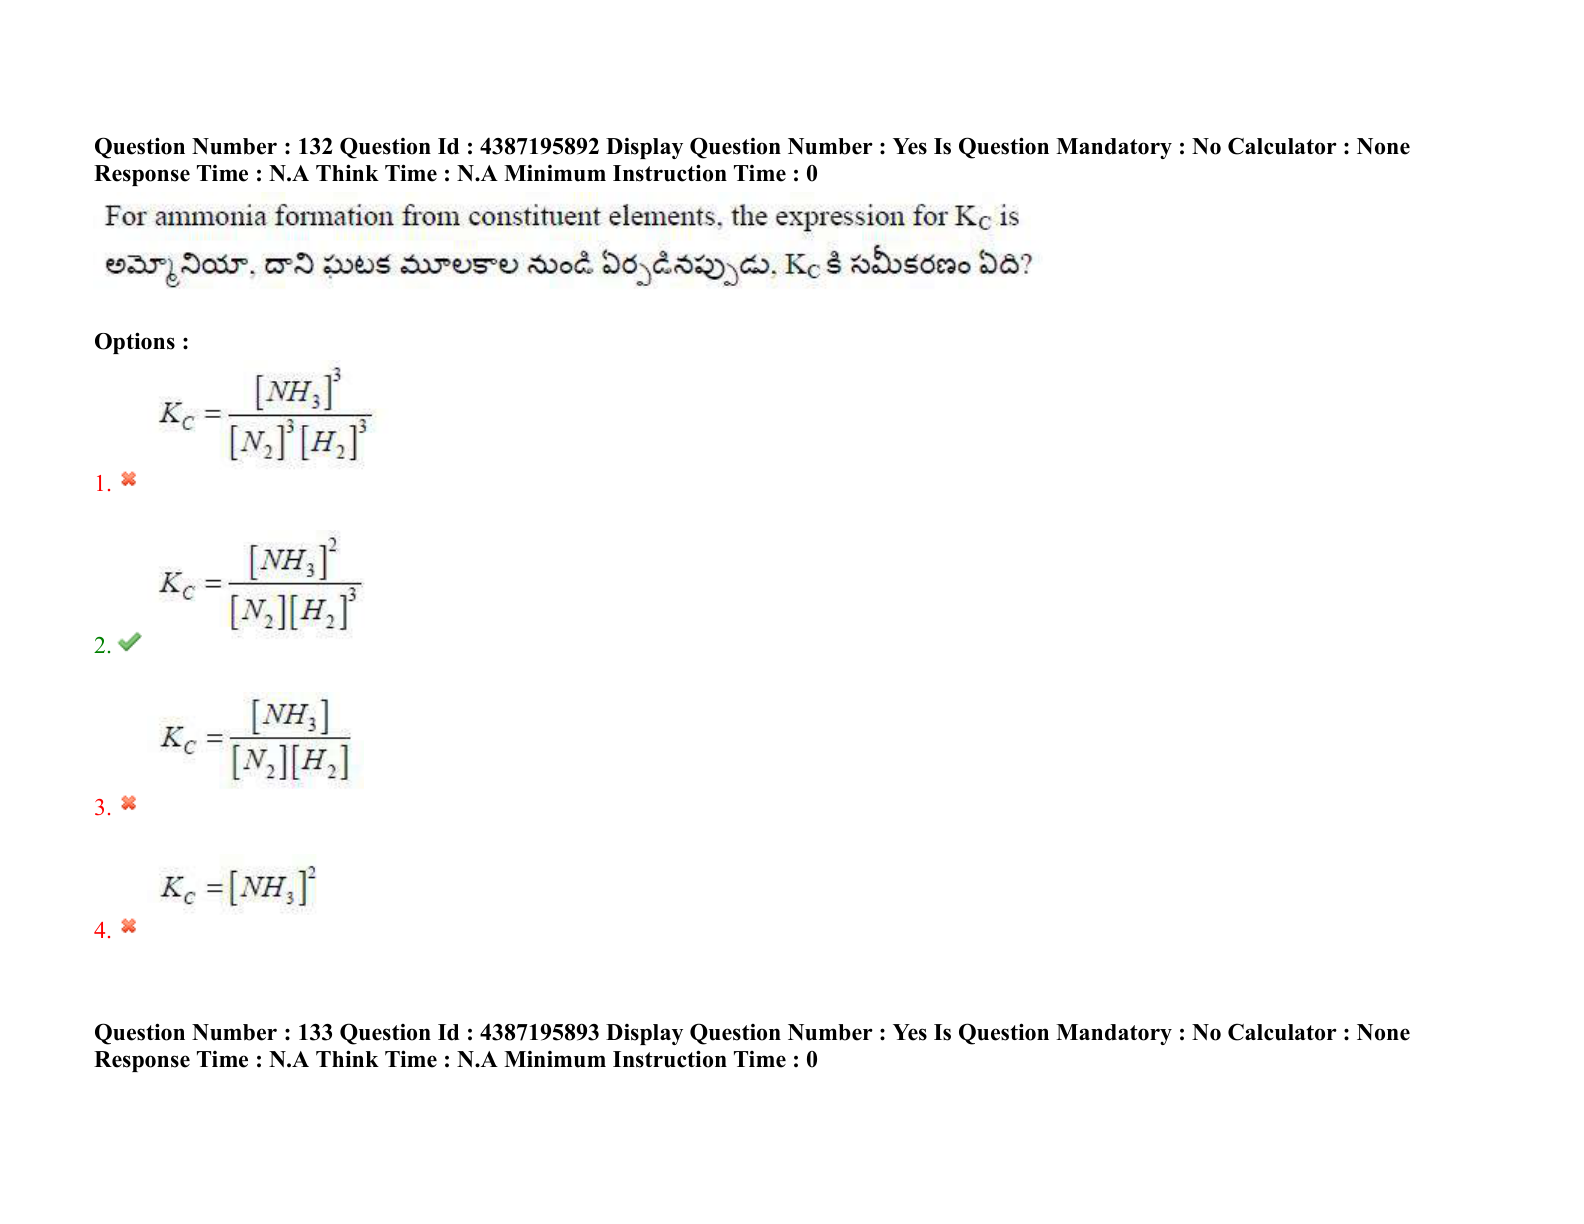 Question Number : 132 Question Id : 4387195892 Display Question Number : Yes Is Question Mandatory : No Calculator : None
Response Time : N.A Think Time : N.A Minimum Instruction Time : 0
For ammonia formation from constituent elements, the expression for K_C is
అమ్మోనియా, దాని ఘటక మూలకాల నుండి ఏర్పడినప్పుడు, K_C కి సమీకరణం ఏది?
Options :
K_C = [NH_3]^3 / [N_2]^3 [H_2]^3
1. ✖
K_C = [NH_3]^2 / [N_2][H_2]^3
2. ✔
K_C = [NH_3] / [N_2][H_2]
3. ✖
K_C = [NH_3]^2
4. ✖
Question Number : 133 Question Id : 4387195893 Display Question Number : Yes Is Question Mandatory : No Calculator : None
Response Time : N.A Think Time : N.A Minimum Instruction Time : 0